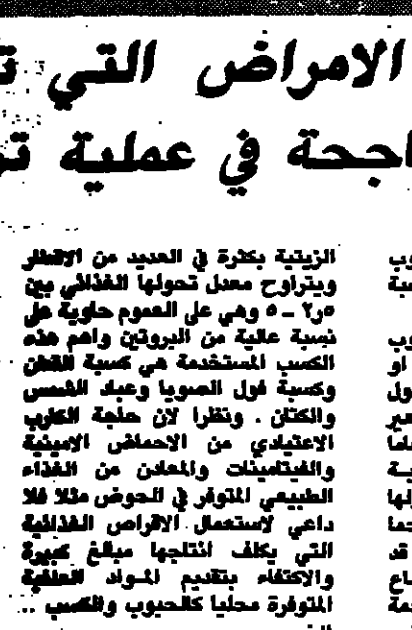 الامراض التي
في عملية
الزيتية بكثرة في العديد من الاقطار
ويتراوح معدل تحولها الغذائي بين
٢ر٥ ــ ٥ وهي على العموم حاوية على
نسبة عالية من البروتين واهم هذه
الكسب المستخدمة هي كسبة القطن
وكسبة فول الصويا وعباد الشمس
والكتان . ونظرا لان حاجة الكارب
الاعتيادي من الاحماض الامينية
والفيتامينات والمعادن من الغذاء
الطبيعي المتوفر في الحوض مثلا فلا
داعي لاستعمال الاقراص الغذائية
التي يكلف انتاجها مبالغ كبيرة
والاكتفاء بتقديم المواد العلفية
المتوفرة محليا كالحبوب والكسب ..